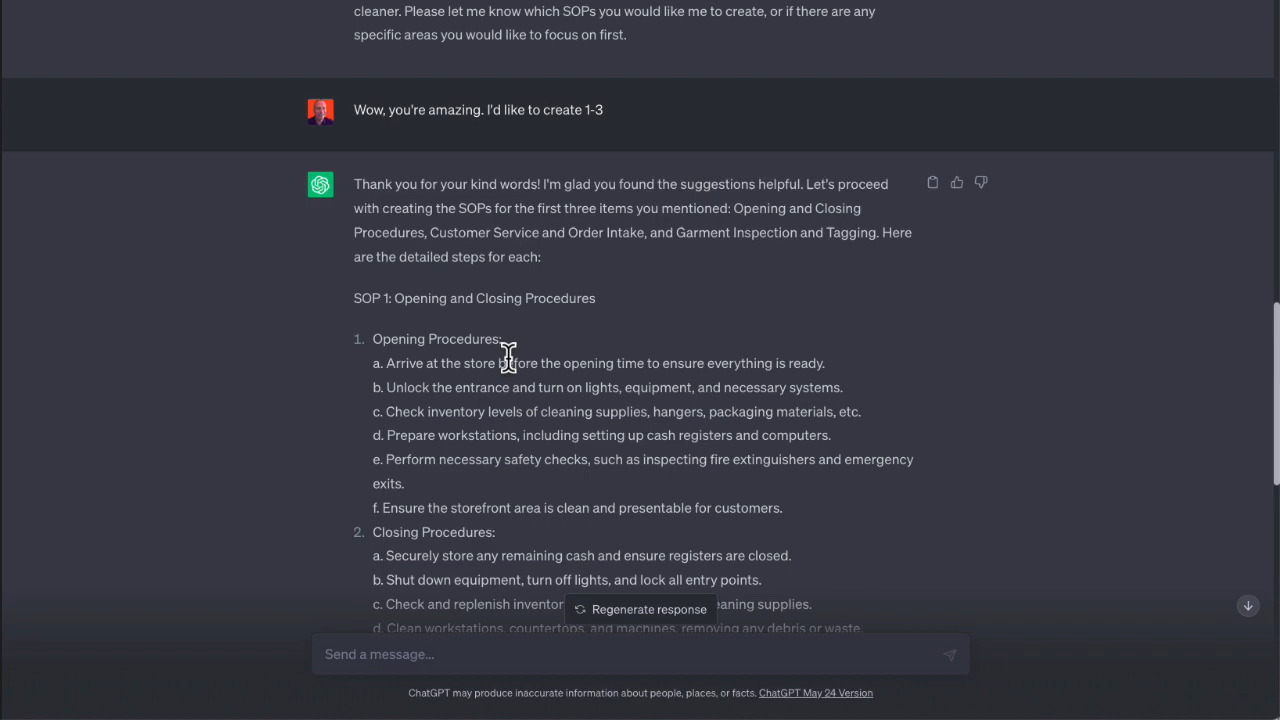 cleaner. Please let me know which SOPs you would like me to create, or if there are any
specific areas you would like to focus on first.
Wow, you're amazing. I'd like to create 1-3
Thank you for your kind words! I'm glad you found the suggestions helpful. Let's proceed
with creating the SOPs for the first three items you mentioned: Opening and Closing
Procedures, Customer Service and Order Intake, and Garment Inspection and Tagging. Here
are the detailed steps for each:
SOP 1: Opening and Closing Procedures
1. Opening Procedures:
a. Arrive at the store before the opening time to ensure everything is ready.
b. Unlock the entrance and turn on lights, equipment, and necessary systems.
c. Check inventory levels of cleaning supplies, hangers, packaging materials, etc.
d. Prepare workstations, including setting up cash registers and computers.
e. Perform necessary safety checks, such as inspecting fire extinguishers and emergency
exits.
f. Ensure the storefront area is clean and presentable for customers.
2. Closing Procedures:
a. Securely store any remaining cash and ensure registers are closed.
b. Shut down equipment, turn off lights, and lock all entry points.
c. Check and replenish supplies.
Regenerate response
d. Clean workstations, countertops, and machines, removing any debris or waste.
Send a message...
ChatGPT may produce inaccurate information about people, places, or facts. ChatGPT May 24 Version